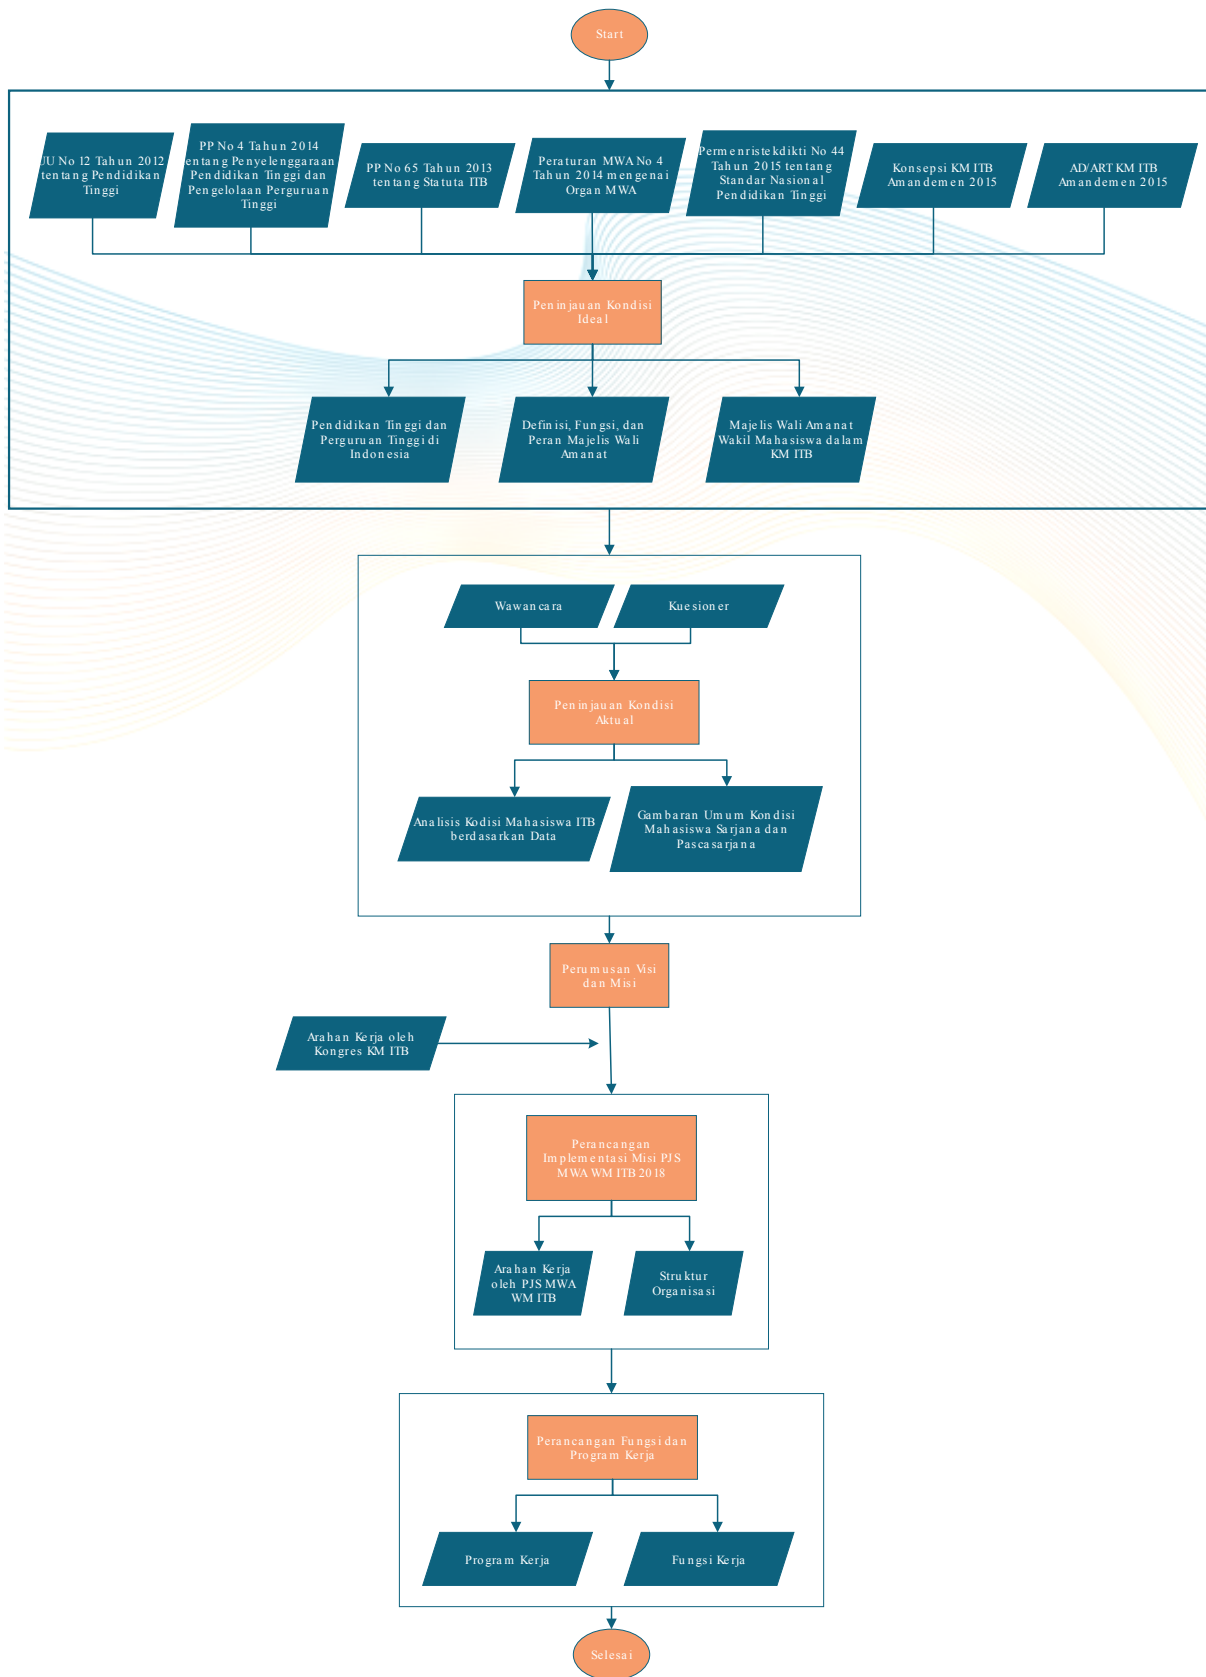 Start
UU No 12 Tahun 2012
tentang Pendidikan
Tinggi
PP No 4 Tahun 2014
tentang Penyelenggaraan
Pendidikan Tinggi dan
Pengelolaan Perguruan
Tinggi
PP No 65 Tahun 2013
tentang Statuta ITB
Peraturan MWA No 4
Tahun 2014 mengenai
Organ MWA
Permenristekdikti No 44
Tahun 2015 tentang
Standar Nasional
Pendidikan Tinggi
Konsepsi KM ITB
Amandemen 2015
AD/ART KM ITB
Amandemen 2015
Peninjauan Kondisi
Ideal
Pendidikan Tinggi dan
Perguruan Tinggi di
Indonesia
Definisi, Fungsi, dan
Peran Majelis Wali
Amanat
Majelis Wali Amanat
Wakil Mahasiswa dalam
KM ITB
Wawancara
Kuesioner
Peninjauan Kondisi
Aktual
Analisis Kodisi Mahasiswa ITB
berdasarkan Data
Gambaran Umum Kondisi
Mahasiswa Sarjana dan
Pascasarjana
Perumusan Visi
dan Misi
Arahan Kerja oleh
Kongres KM ITB
Perancangan
Implementasi Misi PJS
MWA WM ITB 2018
Arahan Kerja
oleh PJS MWA
WM ITB
Struktur
Organisasi
Perancangan Fungsi dan
Program Kerja
Program Kerja
Fungsi Kerja
Selesai